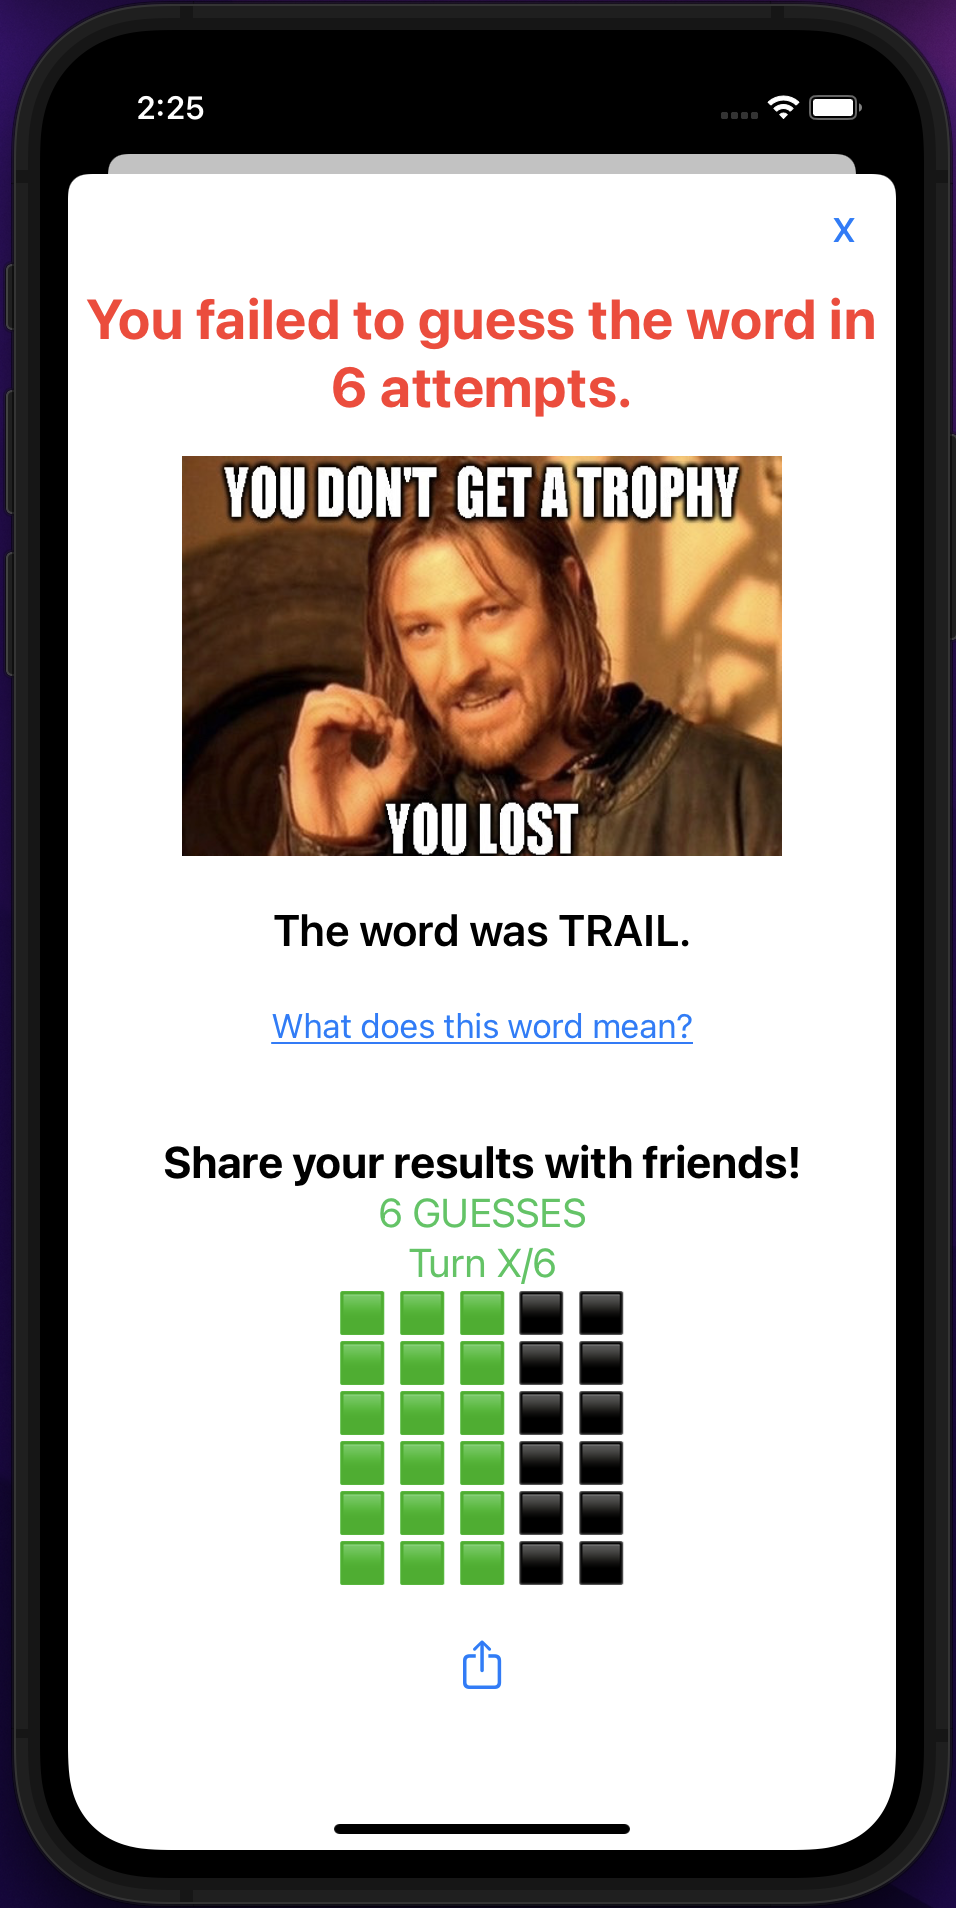 2:25
X
You failed to guess the word in
6 attempts.
YOU DON'T GET A TROPHY
YOU LOST
The word was TRAIL.
What does this word mean?
Share your results with friends!
6 GUESSES
Turn X/6